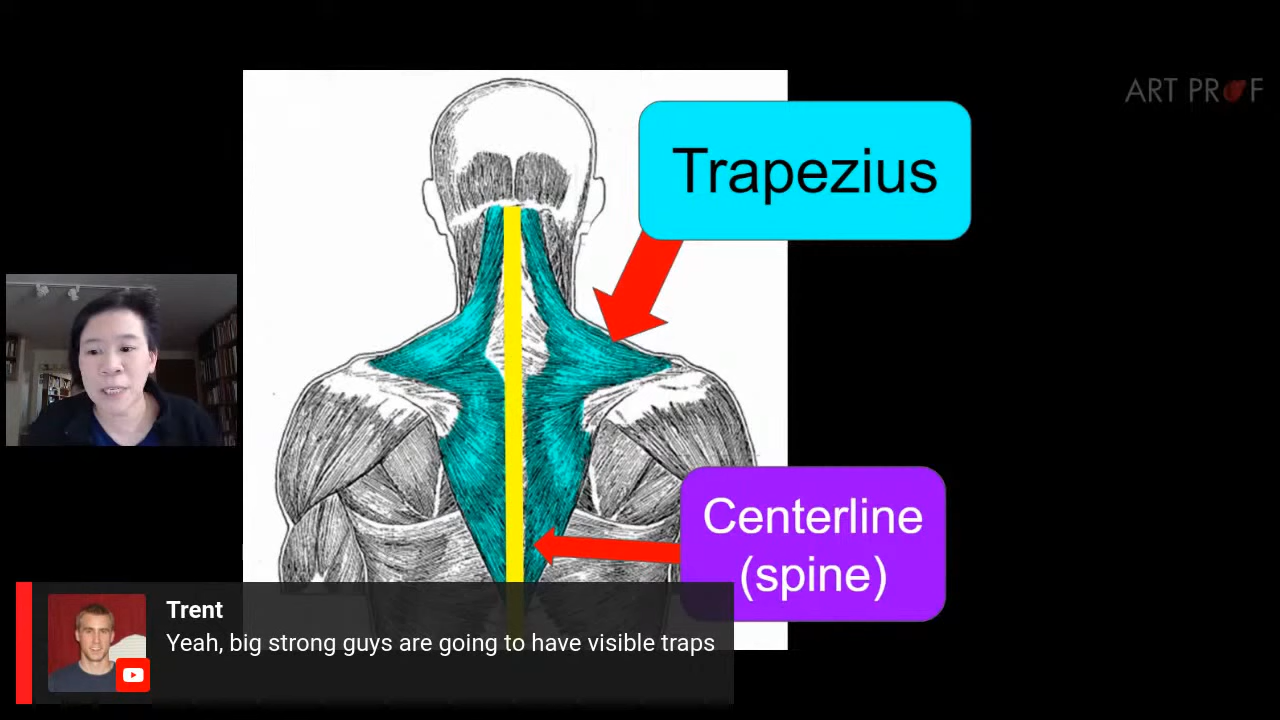 ART PROF
Trapezius
Centerline
(spine)
Trent
Yeah, big strong guys are going to have visible traps